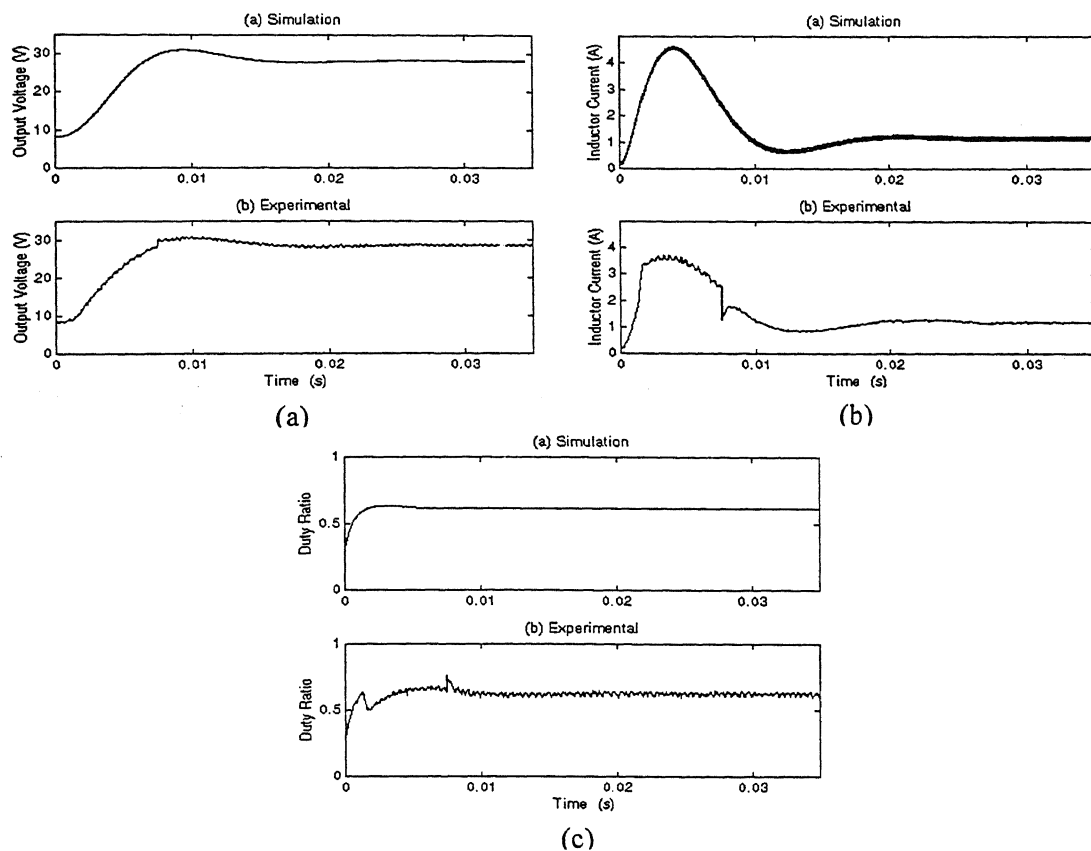 (a) Simulation
Output Voltage (V)
30
20
10
0
0 0.01 0.02 0.03
(b) Experimental
Output Voltage (V)
30
20
10
0
0 0.01 0.02 0.03
Time (s)
(a)
(a) Simulation
Inductor Current (A)
4
3
2
1
0
0 0.01 0.02 0.03
(b) Experimental
Inductor Current (A)
4
3
2
1
0
0 0.01 0.02 0.03
Time (s)
(b)
(a) Simulation
Duty Ratio
1
0.5
0
0 0.01 0.02 0.03
(b) Experimental
Duty Ratio
1
0.5
0
0 0.01 0.02 0.03
Time (s)
(c)